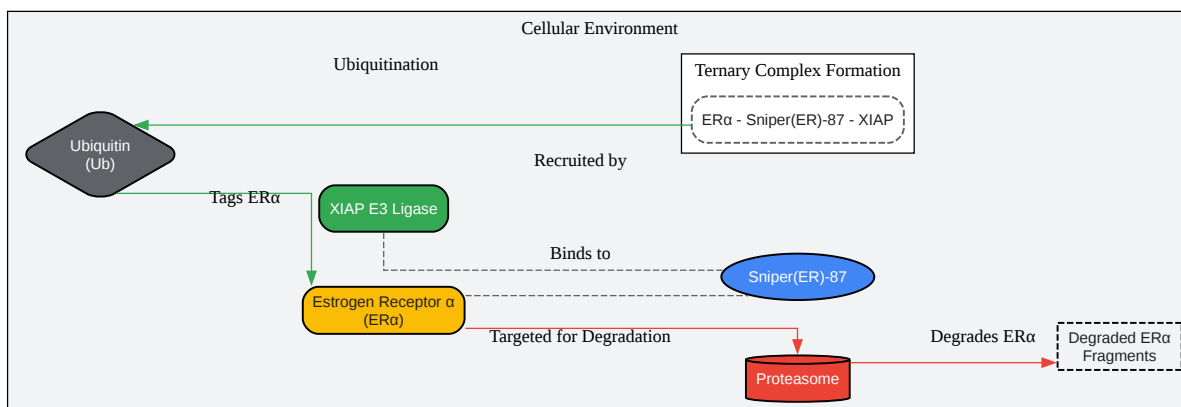 Cellular Environment
Ubiquitination
Ternary Complex Formation
ERα - Sniper(ER)-87 - XIAP
Ubiquitin
(Ub)
Recruited by
Tags ERα
XIAP E3 Ligase
Binds to
Sniper(ER)-87
Estrogen Receptor α
(ERα)
Targeted for Degradation
Degrades ERα
Degraded ERα
Fragments
Proteasome